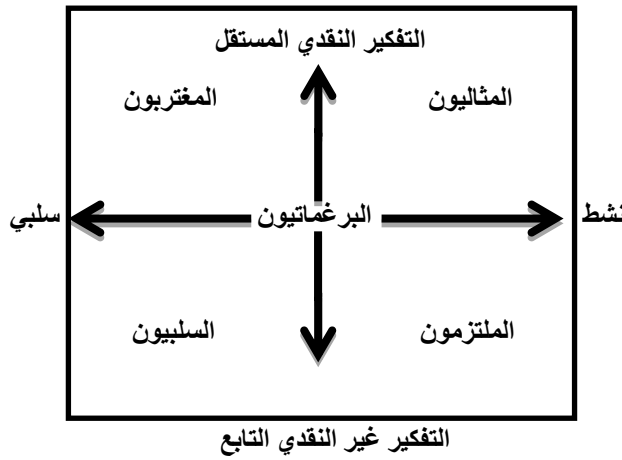 التفكير النقدي المستقل
المثاليون
المغتربون
نشط
البرغماتيون
سلبي
الملتزمون
السلبيون
التفكير غير النقدي التابع